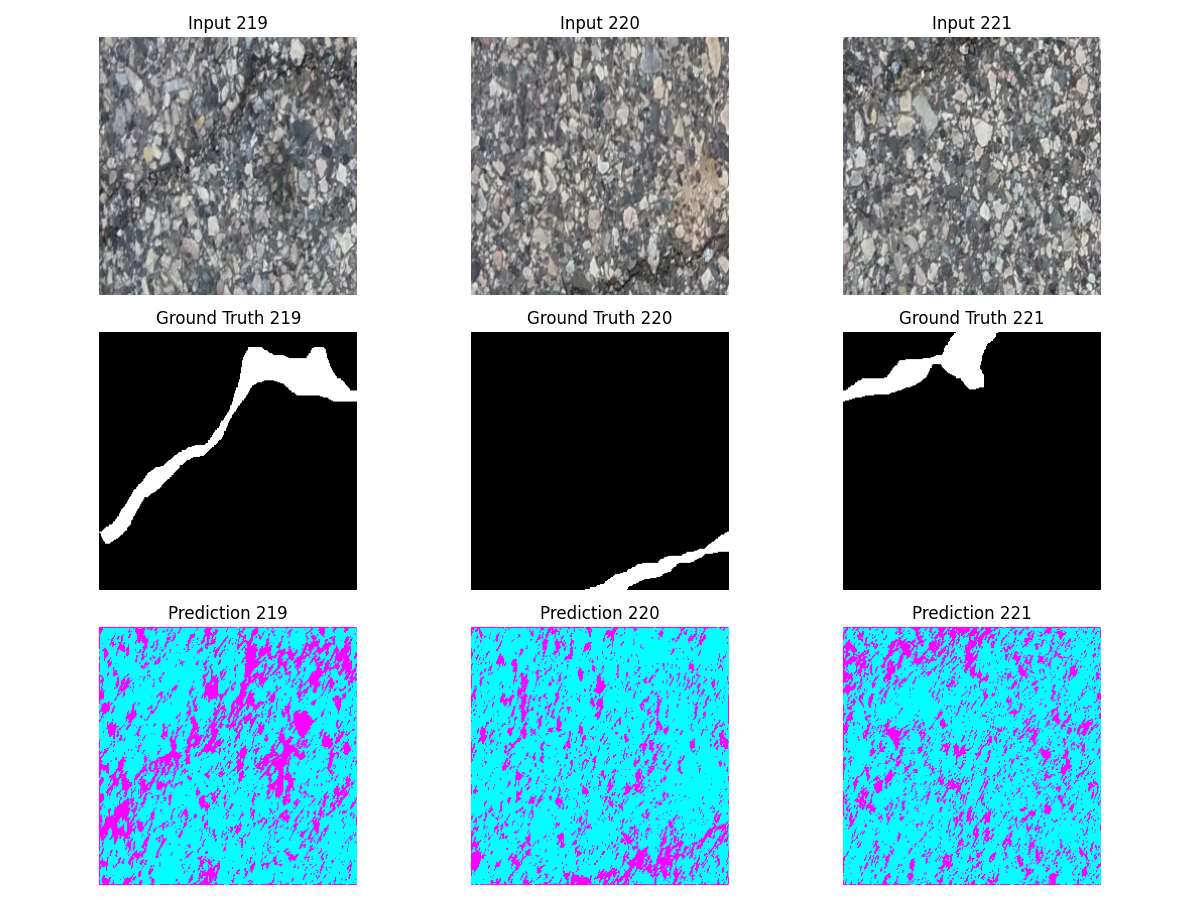 Input 219
Input 220
Input 221
Ground Truth 219
Ground Truth 220
Ground Truth 221
Prediction 219
Prediction 220
Prediction 221